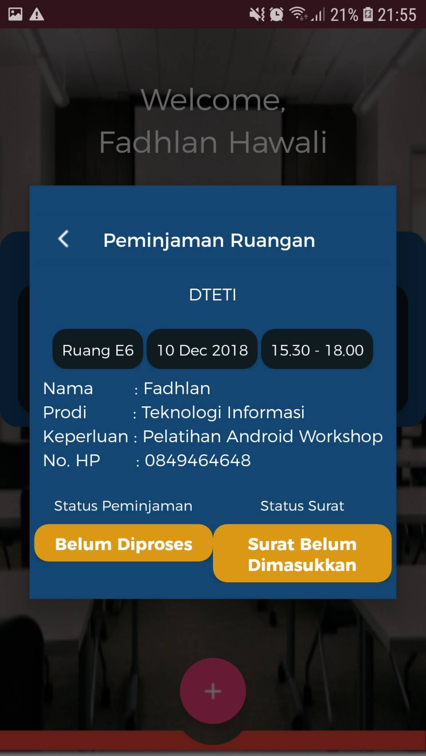 21% 21:55
Welcome,
Fadhlan Hawali
Peminjaman Ruangan
DTETI
Ruang E6 10 Dec 2018 15.30 - 18.00
Nama : Fadhlan
Prodi : Teknologi Informasi
Keperluan : Pelatihan Android Workshop
No. HP : 0849464648
Status Peminjaman Status Surat
Belum Diproses Surat Belum
Dimasukkan